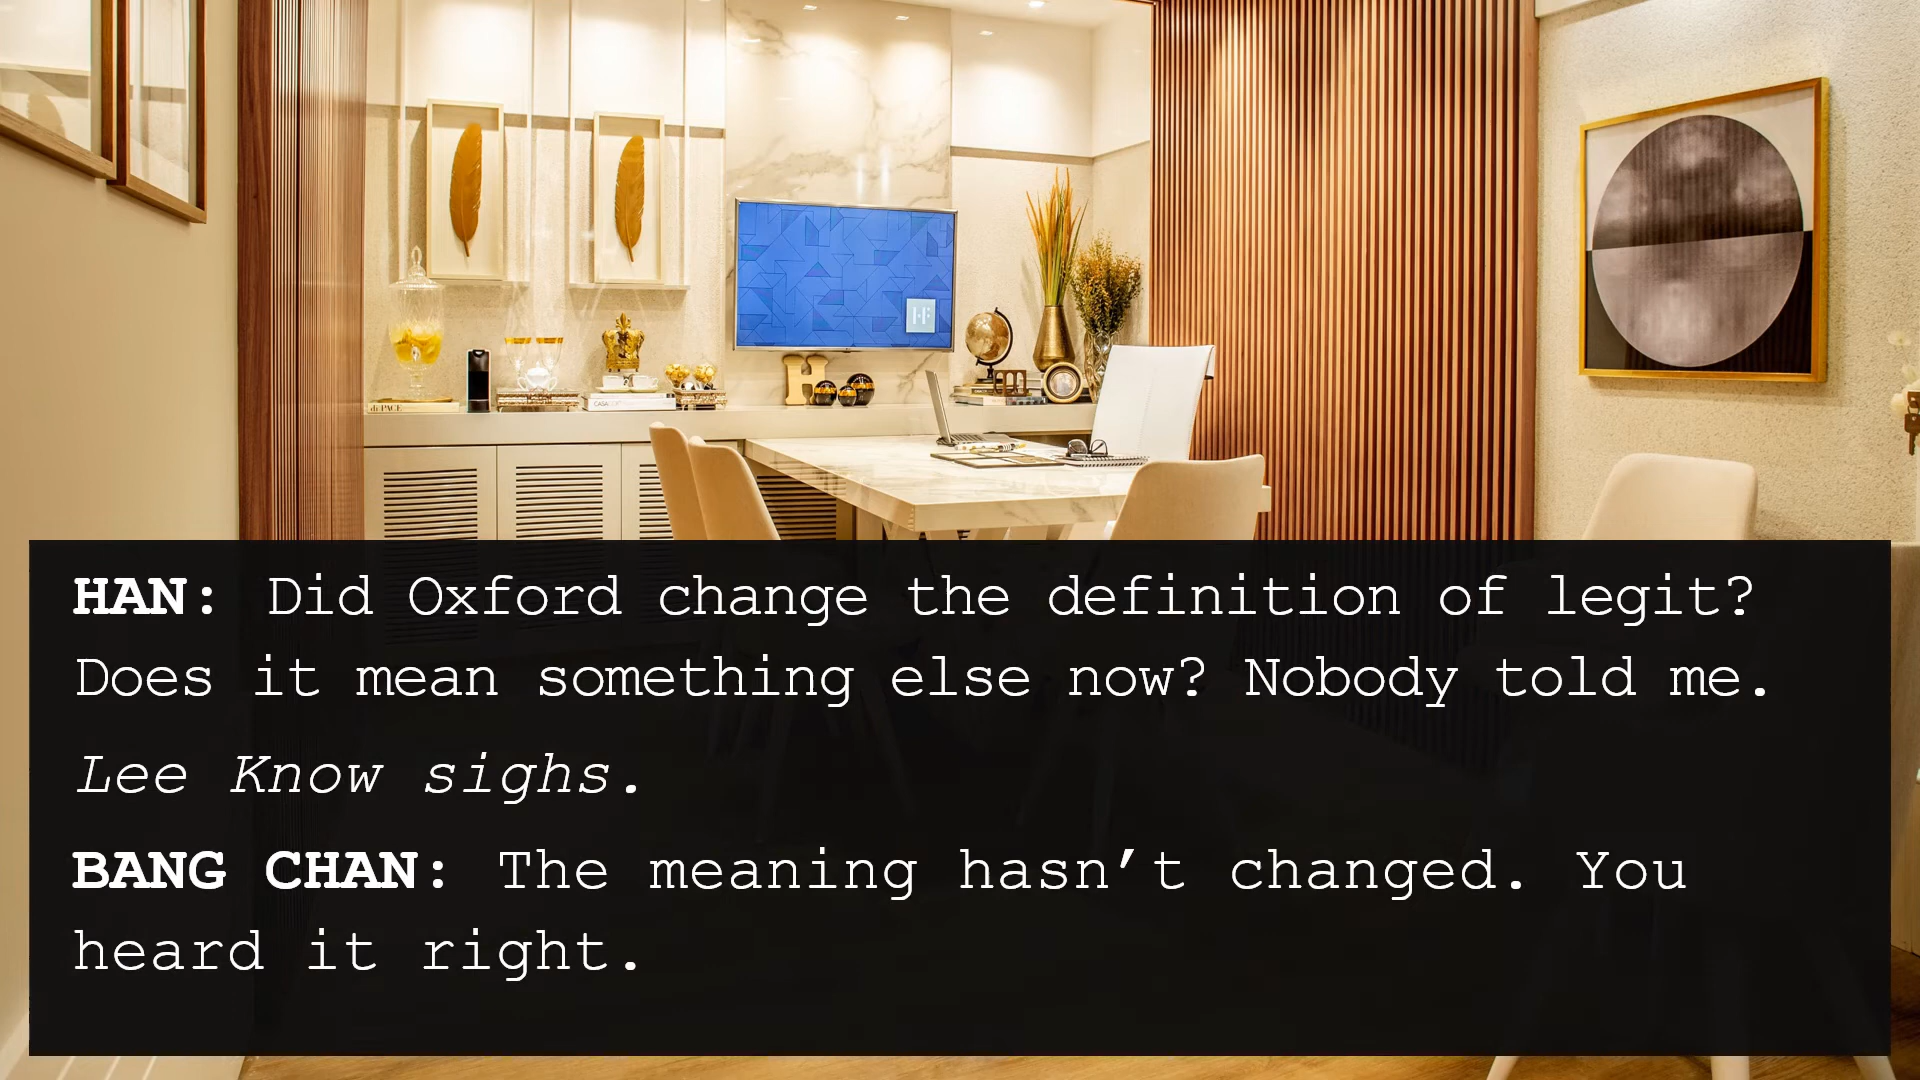 HAN: Did Oxford change the definition of legit?
Does it mean something else now? Nobody told me.
Lee Know sighs.
BANG CHAN: The meaning hasn’t changed. You
heard it right.
H
CASA